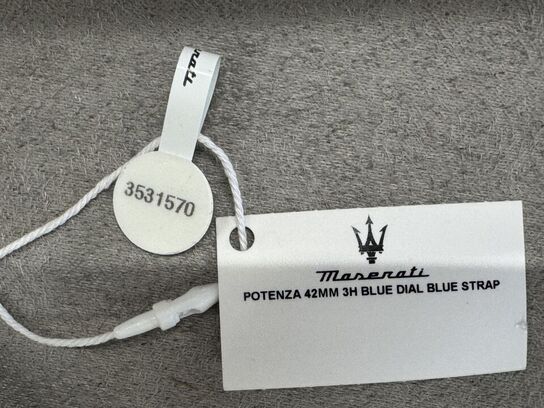 3531570
Maserati
POTENZA 42MM 3H BLUE DIAL BLUE STRAP